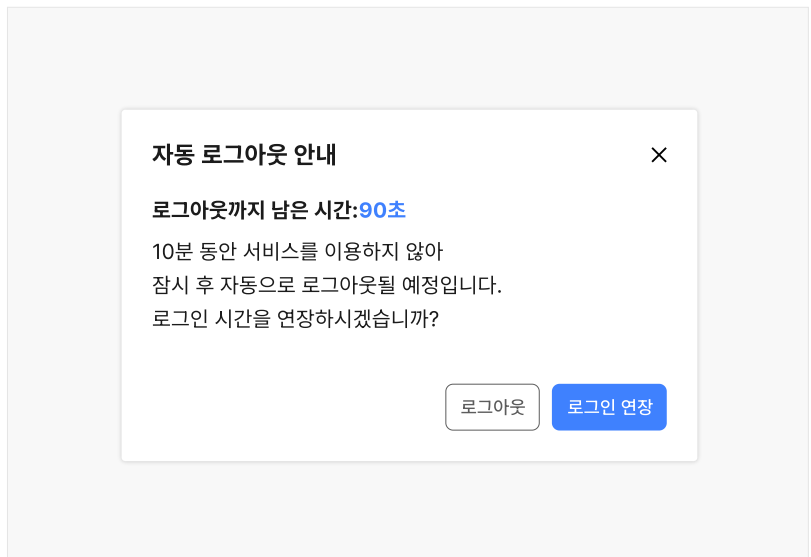 자동 로그아웃 안내
로그아웃까지 남은 시간:90초
10분 동안 서비스를 이용하지 않아
잠시 후 자동으로 로그아웃될 예정입니다.
로그인 시간을 연장하시겠습니까?
로그아웃
로그인 연장